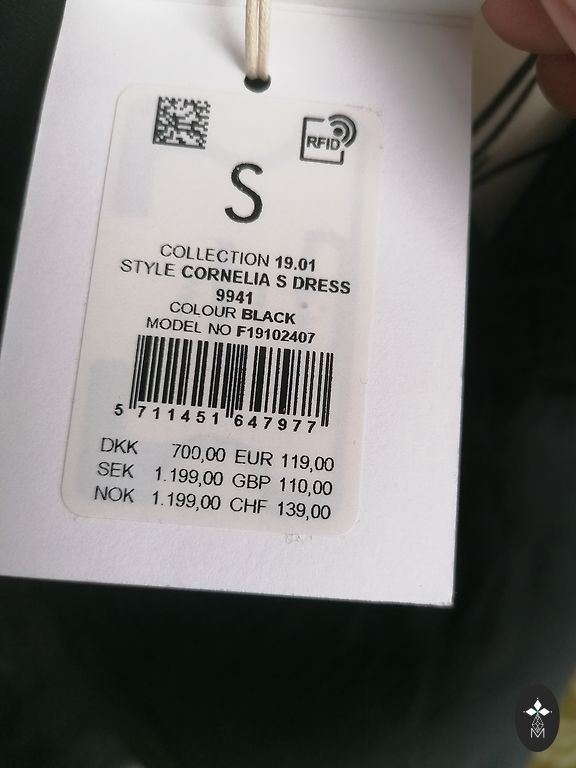 RFID
S
COLLECTION 19.01
STYLE CORNELIA S DRESS
9941
COLOUR BLACK
MODEL NO F19102407
5 711451 647977
DKK 700,00 EUR 119,00
SEK 1.199,00 GBP 110,00
NOK 1.199,00 CHF 139,00
M